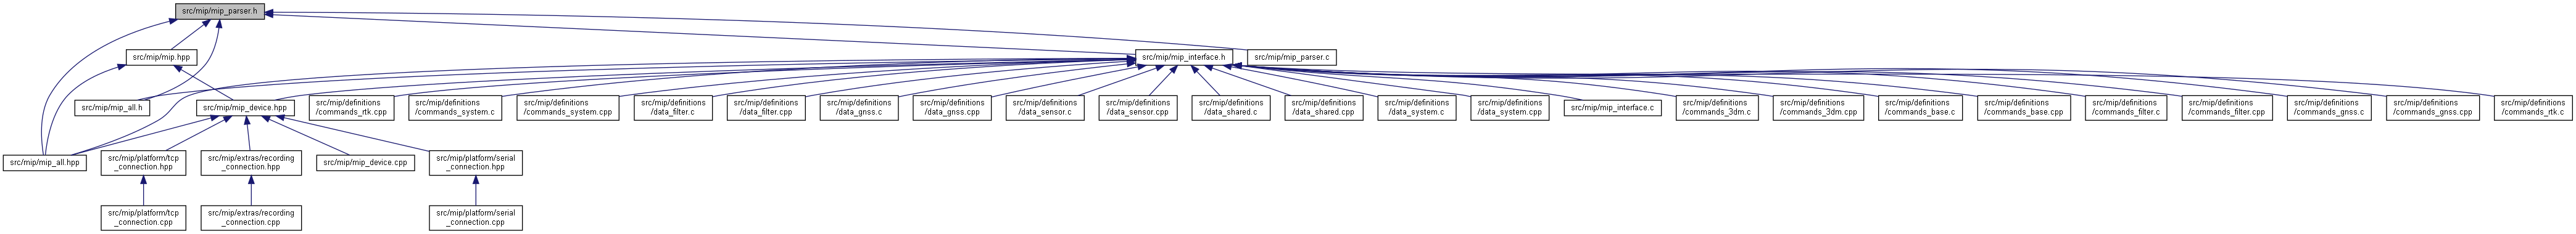 src/mip/mip_parser.h
src/mip/mip.hpp
src/mip/mip_interface.h
src/mip/mip_parser.c
src/mip/mip_all.h
src/mip/mip_device.hpp
src/mip/definitions
/commands_rtk.cpp
src/mip/definitions
/commands_system.c
src/mip/definitions
/commands_system.cpp
src/mip/definitions
/data_filter.c
src/mip/definitions
/data_filter.cpp
src/mip/definitions
/data_gnss.c
src/mip/definitions
/data_gnss.cpp
src/mip/definitions
/data_sensor.c
src/mip/definitions
/data_sensor.cpp
src/mip/definitions
/data_shared.c
src/mip/definitions
/data_shared.cpp
src/mip/definitions
/data_system.c
src/mip/definitions
/data_system.cpp
src/mip/mip_interface.c
src/mip/definitions
/commands_3dm.c
src/mip/definitions
/commands_3dm.cpp
src/mip/definitions
/commands_base.c
src/mip/definitions
/commands_base.cpp
src/mip/definitions
/commands_filter.c
src/mip/definitions
/commands_filter.cpp
src/mip/definitions
/commands_gnss.c
src/mip/definitions
/commands_gnss.cpp
src/mip/definitions
/commands_rtk.c
src/mip/mip_all.hpp
src/mip/platform/tcp
_connection.hpp
src/mip/extras/recording
_connection.hpp
src/mip/mip_device.cpp
src/mip/platform/serial
_connection.hpp
src/mip/platform/tcp
_connection.cpp
src/mip/extras/recording
_connection.cpp
src/mip/platform/serial
_connection.cpp